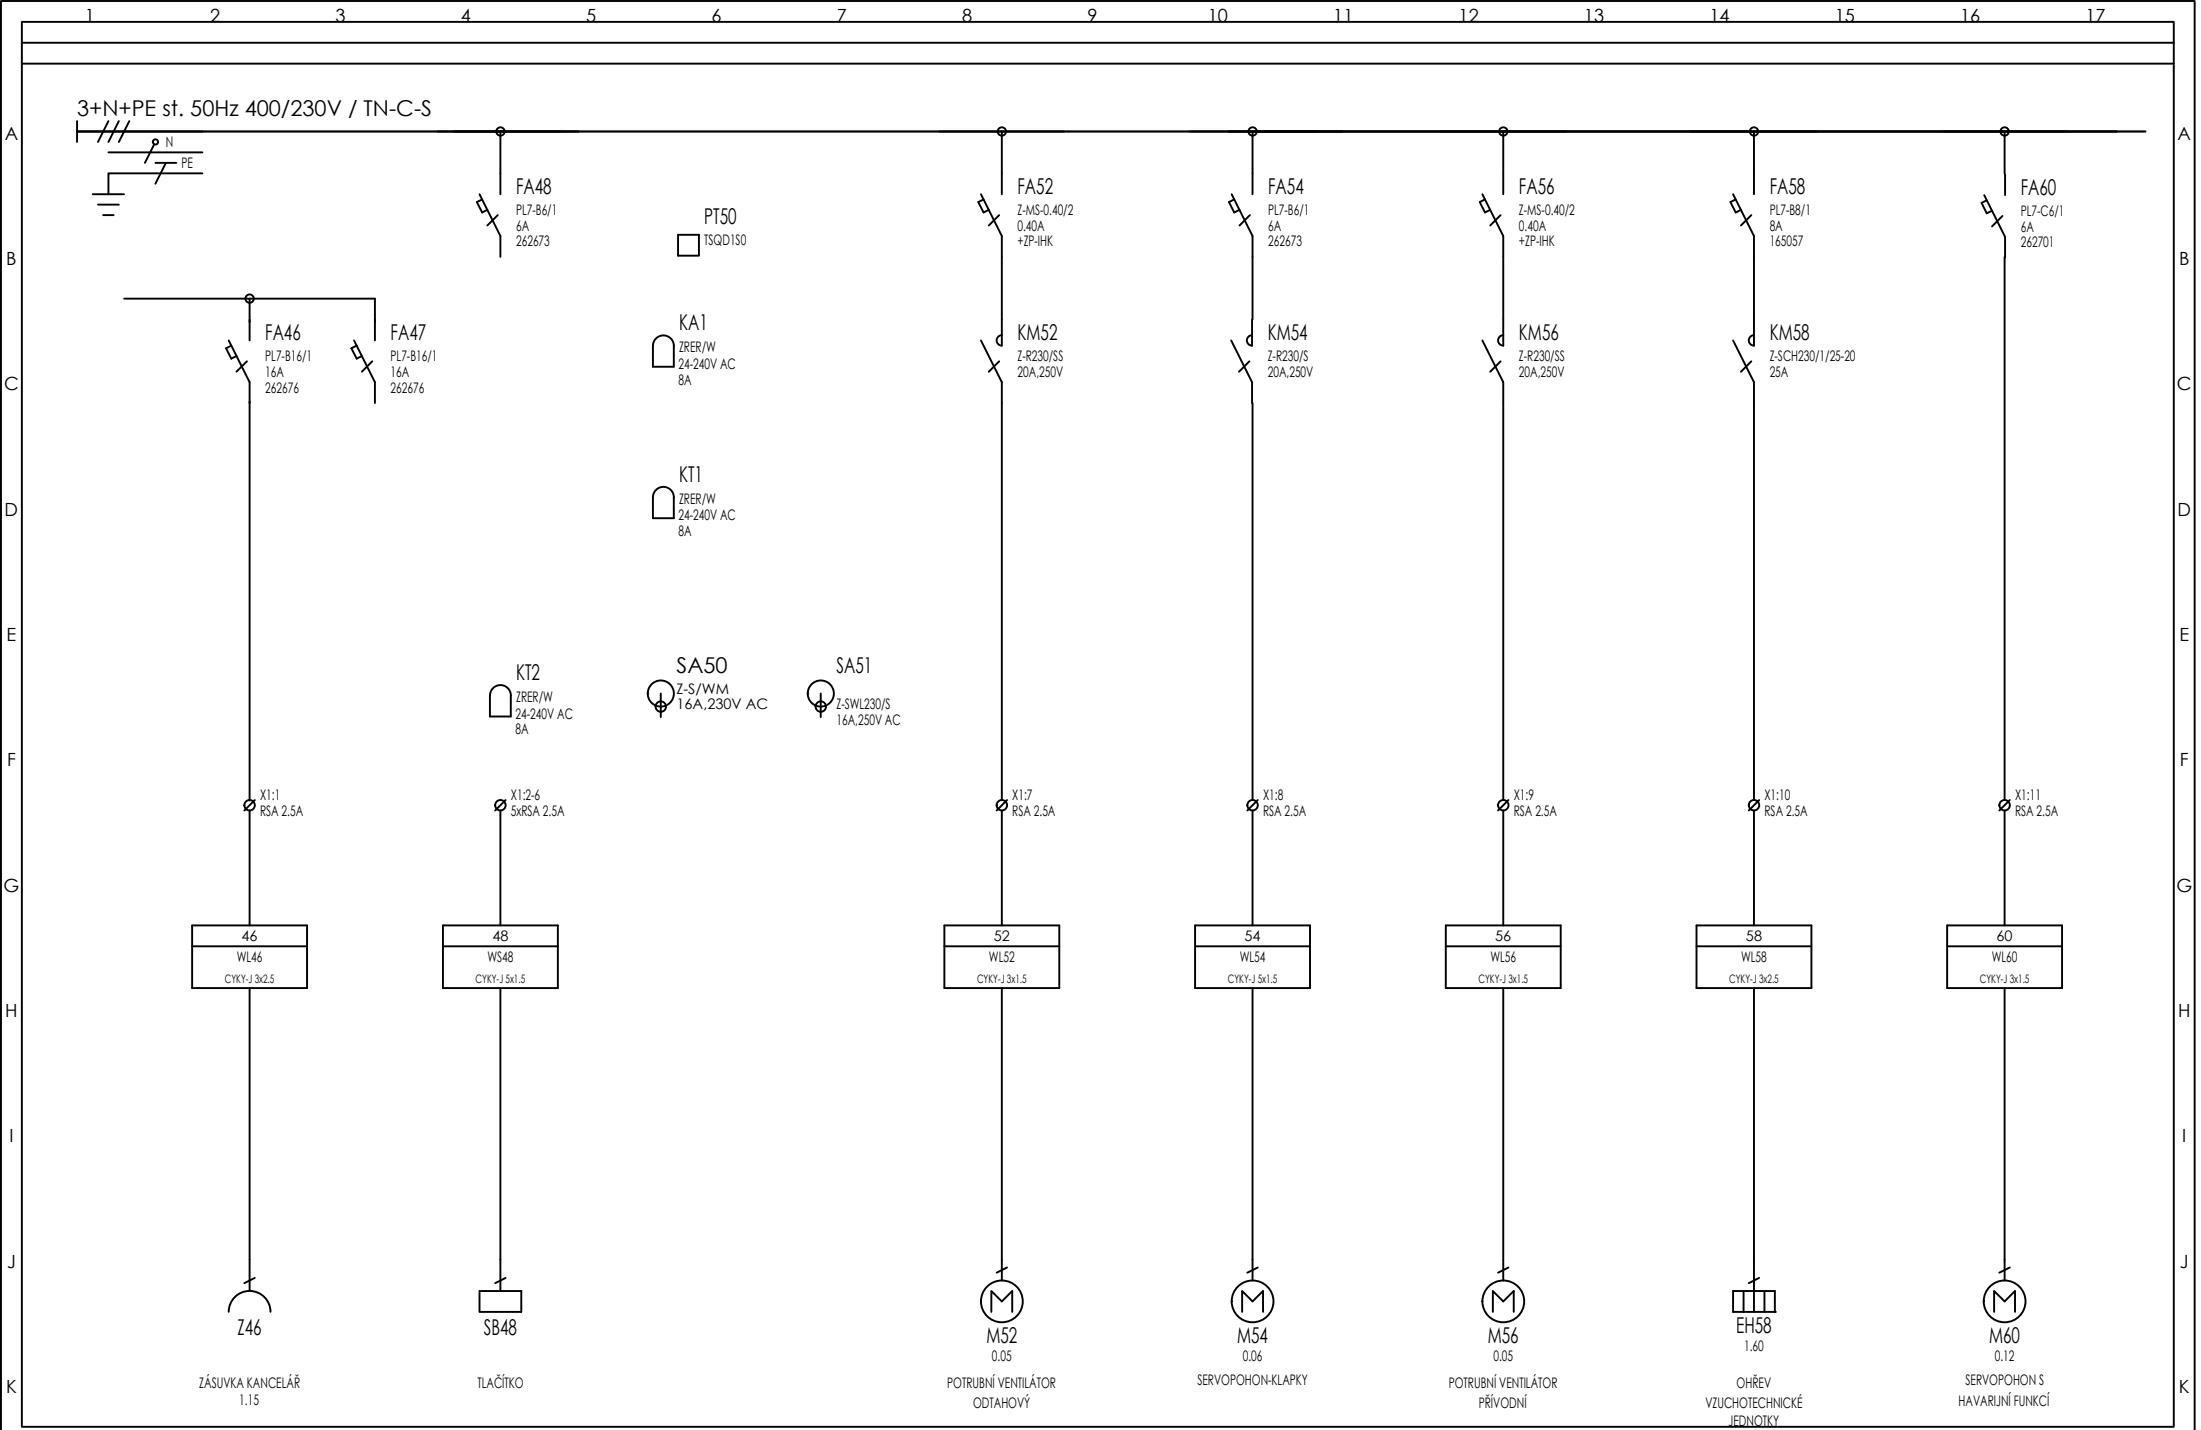 1 2 3 4 5 6 7 8 9 10 11 12 13 14 15 16 17
3+N+PE st. 50Hz 400/230V / TN-C-S
A A
N
PE
FA48
PL7-B6/1
6A
262673
PT50
TSQD1S0
FA52
Z-MS-0.40/2
0.40A
+ZP-IHK
FA54
PL7-B6/1
6A
262673
FA56
Z-MS-0.40/2
0.40A
+ZP-IHK
FA58
PL7-B8/1
8A
165057
FA60
PL7-C6/1
6A
262701
B B
FA46
PL7-B16/1
16A
262676
FA47
PL7-B16/1
16A
262676
KA1
ZRER/W
24-240V AC
8A
KM52
Z-R230/SS
20A,250V
KM54
Z-R230/S
20A,250V
KM56
Z-R230/SS
20A,250V
KM58
Z-SCH230/1/25-20
25A
C C
KT1
ZRER/W
24-240V AC
8A
D D
E E
KT2
ZRER/W
24-240V AC
8A
SA50
Z-S/WM
16A,230V AC
SA51
Z-SWL230/S
16A,250V AC
F F
X1:1
RSA 2.5A
X1:2-6
5xRSA 2.5A
X1:7
RSA 2.5A
X1:8
RSA 2.5A
X1:9
RSA 2.5A
X1:10
RSA 2.5A
X1:11
RSA 2.5A
G G
46
WL46
CYKY-J 3x2.5
48
WS48
CYKY-J 5x1.5
52
WL52
CYKY-J 3x1.5
54
WL54
CYKY-J 5x1.5
56
WL56
CYKY-J 3x1.5
58
WL58
CYKY-J 3x2.5
60
WL60
CYKY-J 3x1.5
H H
I I
J J
Z46
ZÁSUVKA KANCELÁŘ
1.15
SB48
TLAČÍTKO
M
M52
0.05
POTRUBNÍ VENTILÁTOR
ODTAHOVÝ
M
M54
0.06
SERVOPOHON-KLAPKY
M
M56
0.05
POTRUBNÍ VENTILÁTOR
PŘÍVODNÍ
EH58
1.60
OHŘEV
VZUCHOTECHNICKÉ
JEDNOTKY
M
M60
0.12
SERVOPOHON S
HAVARIJNÍ FUNKCÍ
K K